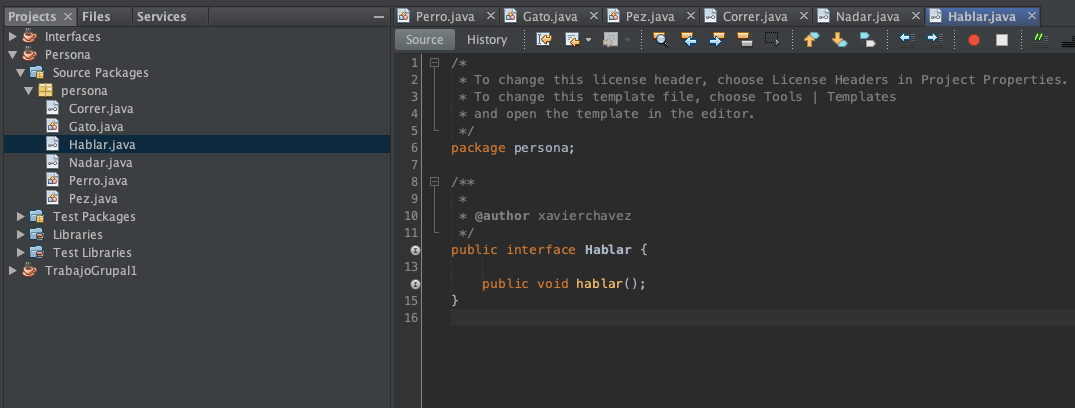 Projects
Files
Services
Interfaces
Persona
Source Packages
persona
Correr.java
Gato.java
Hablar.java
Nadar.java
Perro.java
Pez.java
Test Packages
Libraries
Test Libraries
TrabajoGrupal1
Perro.java
Gato.java
Pez.java
Correr.java
Nadar.java
Hablar.java
Source
History
1 /*
2  * To change this license header, choose License Headers in Project Properties.
3  * To change this template file, choose Tools | Templates
4  * and open the template in the editor.
5  */
6 package persona;
7
8 /**
9  *
10  * @author xavierchavez
11  */
public interface Hablar {
13
public void hablar();
15 }
16